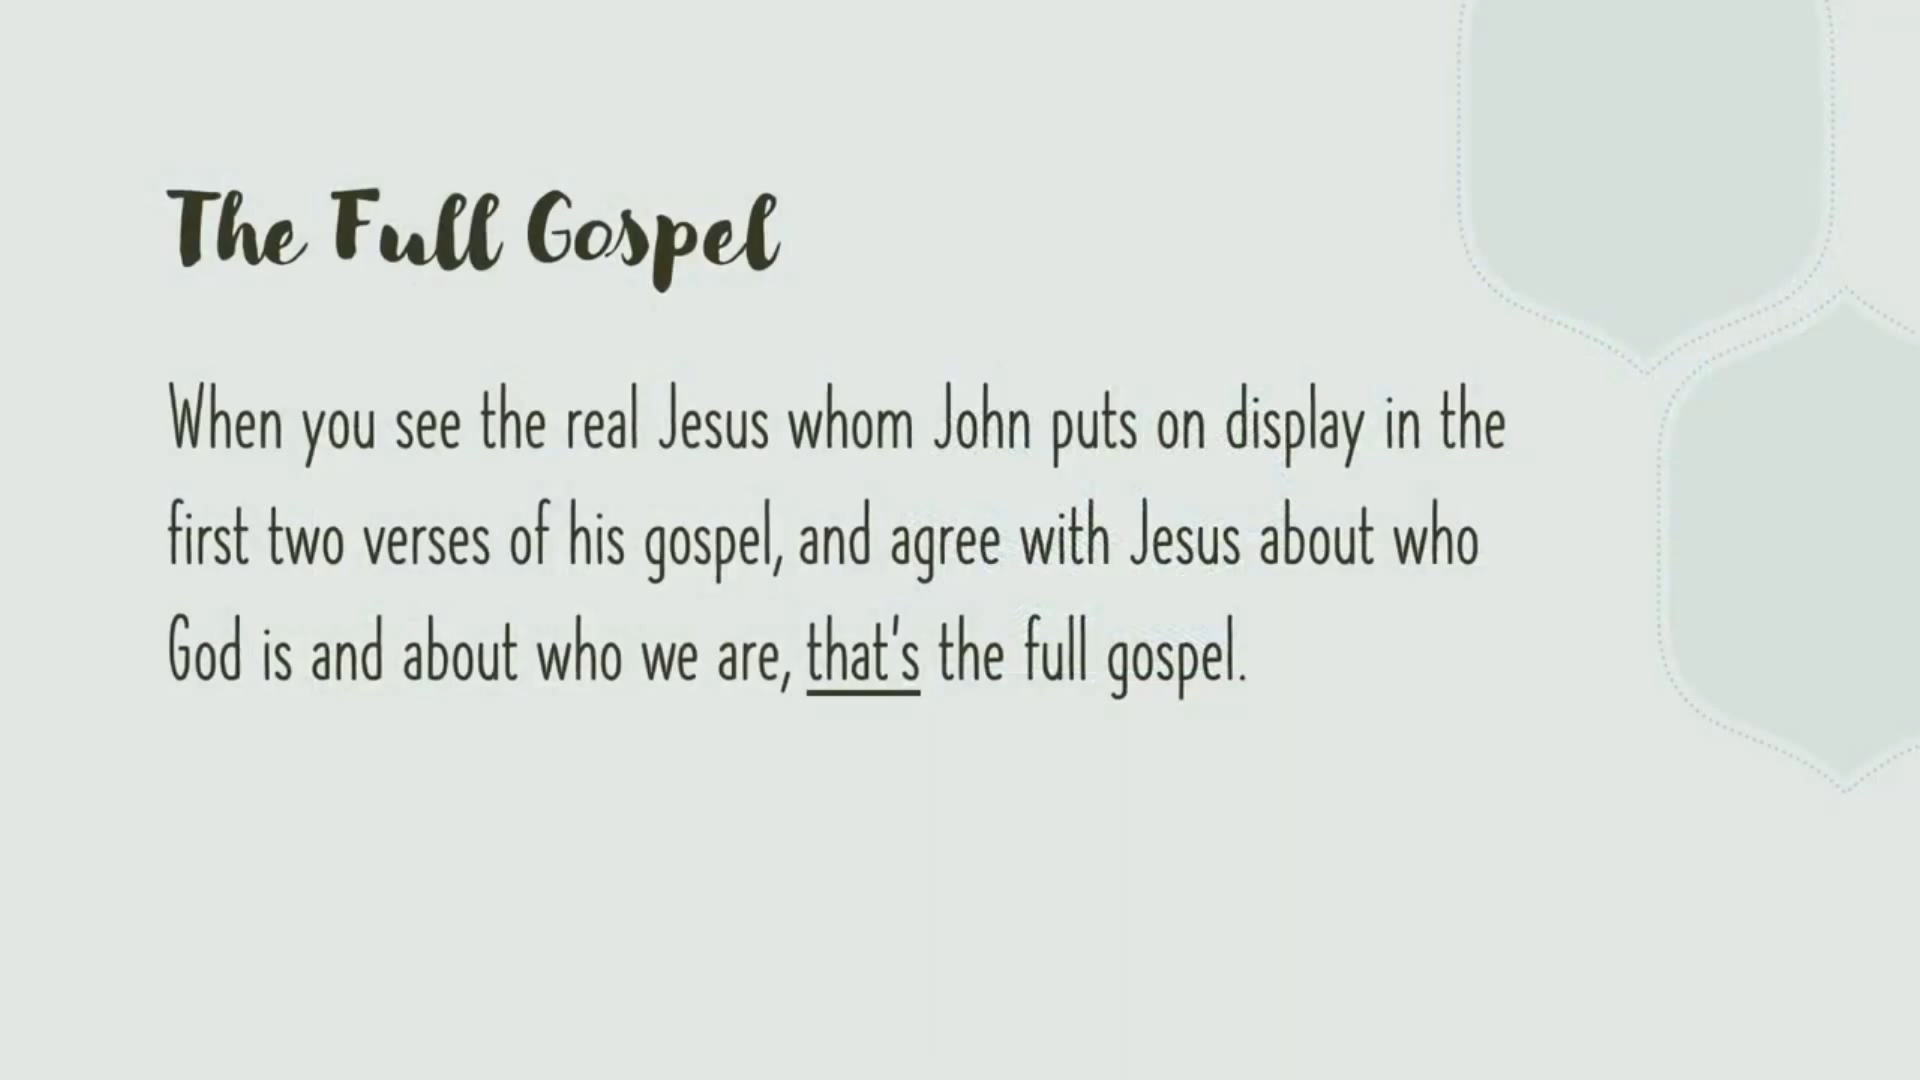 The Full Gospel
When you see the real Jesus whom John puts on display in the
first two verses of his gospel, and agree with Jesus about who
God is and about who we are, that's the full gospel.